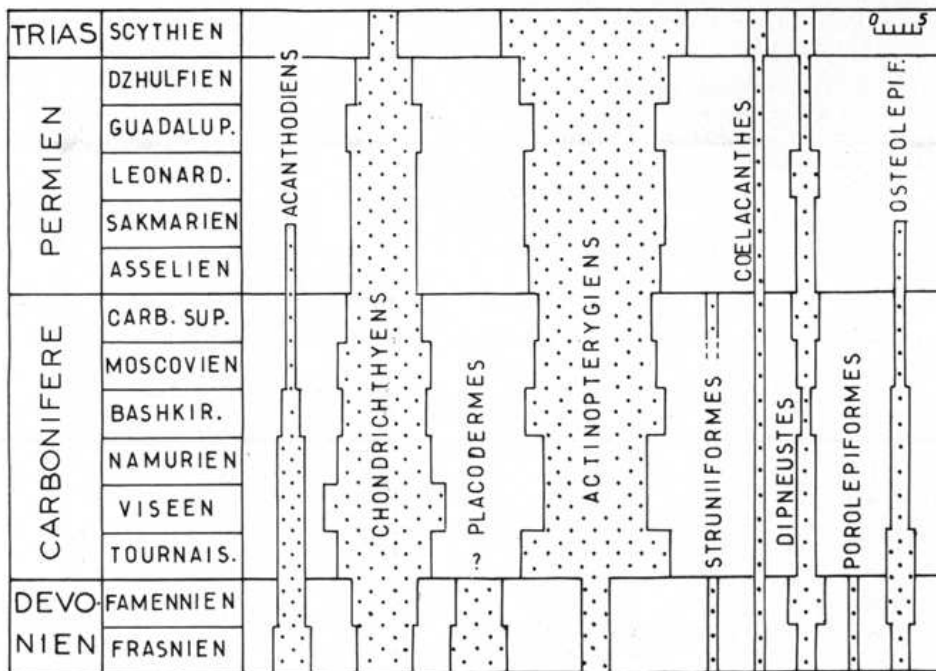 TRIAS
SCYTHIEN
PERMIEN
DZHULFIEN
GUADALUP.
LEONARD.
SAKMARIEN
ASSELIEN
CARBONIFERE
CARB. SUP.
MOSCOVIEN
BASHKIR.
NAMURIEN
VISEEN
TOURNAIS.
DEVO-
NIEN
FAMENNIEN
FRASNIEN
ACANTHODIENS
CHONDRICHTHYENS
? PLACODERMES
ACTINOPTERYGIENS
STRUNIIFORMES
COELACANTHES
DIPNEUSTES
POROLEPIFORMES
OSTEOLEPIF.
0 5